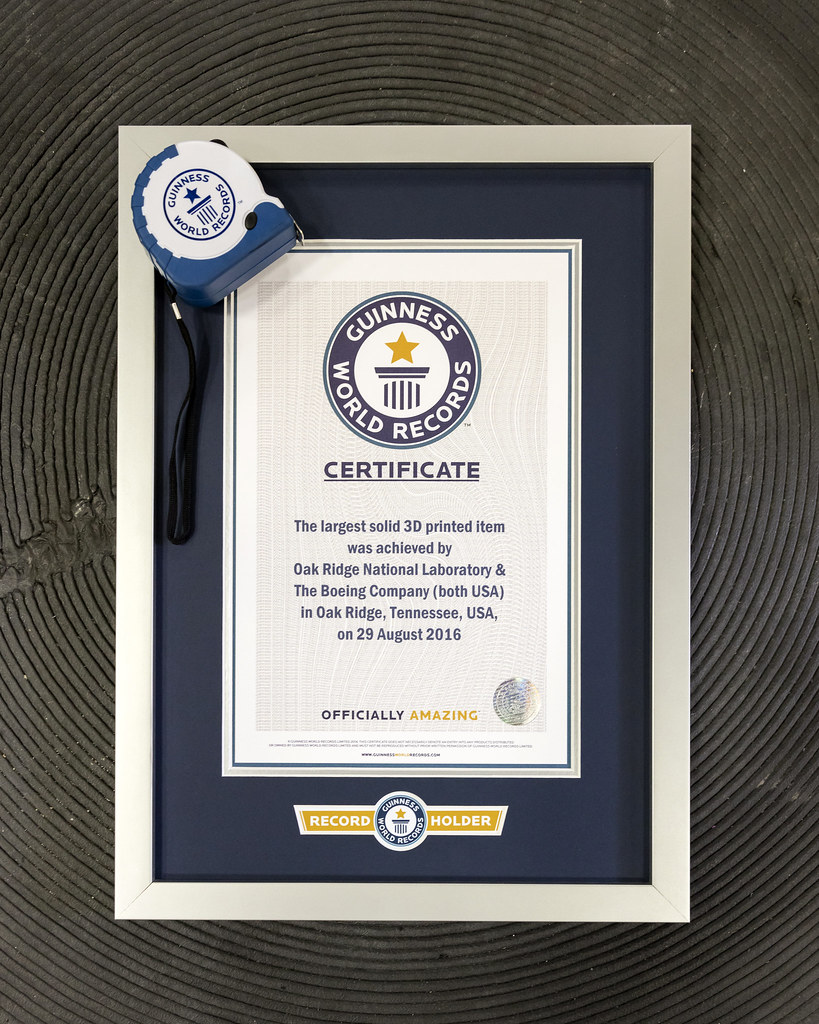 GUINNESS
WORLD RECORDS
GUINNESS
WORLD RECORDS
TM
CERTIFICATE
The largest solid 3D printed item
was achieved by
Oak Ridge National Laboratory &
The Boeing Company (both USA)
in Oak Ridge, Tennessee, USA,
on 29 August 2016
OFFICIALLY AMAZING
WWW.GUINNESSWORLDRECORDS.COM
RECORD HOLDER
GUINNESS
WORLD RECORDS